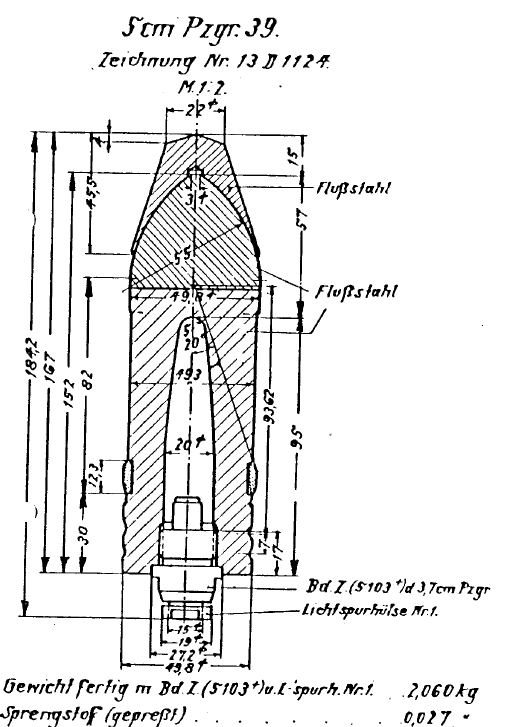 5cm Pzgr. 39.
Zeichnung Nr. 13 D 1124.
M. 1:2.
22+
4
15
45,5
3+
Flußstahl
57
55
Flußstahl
49,8+
184,2
167
152
82
5
20
49,3
93,62
95
20+
12,3
30
7
17
Bd. Z. (5103+) d 3,7cm Pzgr
Lichtspurhülse Nr. 1.
15+
19+
27,2+
49,8+
Gewicht fertig m Bd. Z. (5103+) u. L'spurh. Nr. 1. 2,060 kg
Sprengstof (gepreßt) . . . . . . . . 0,027 "